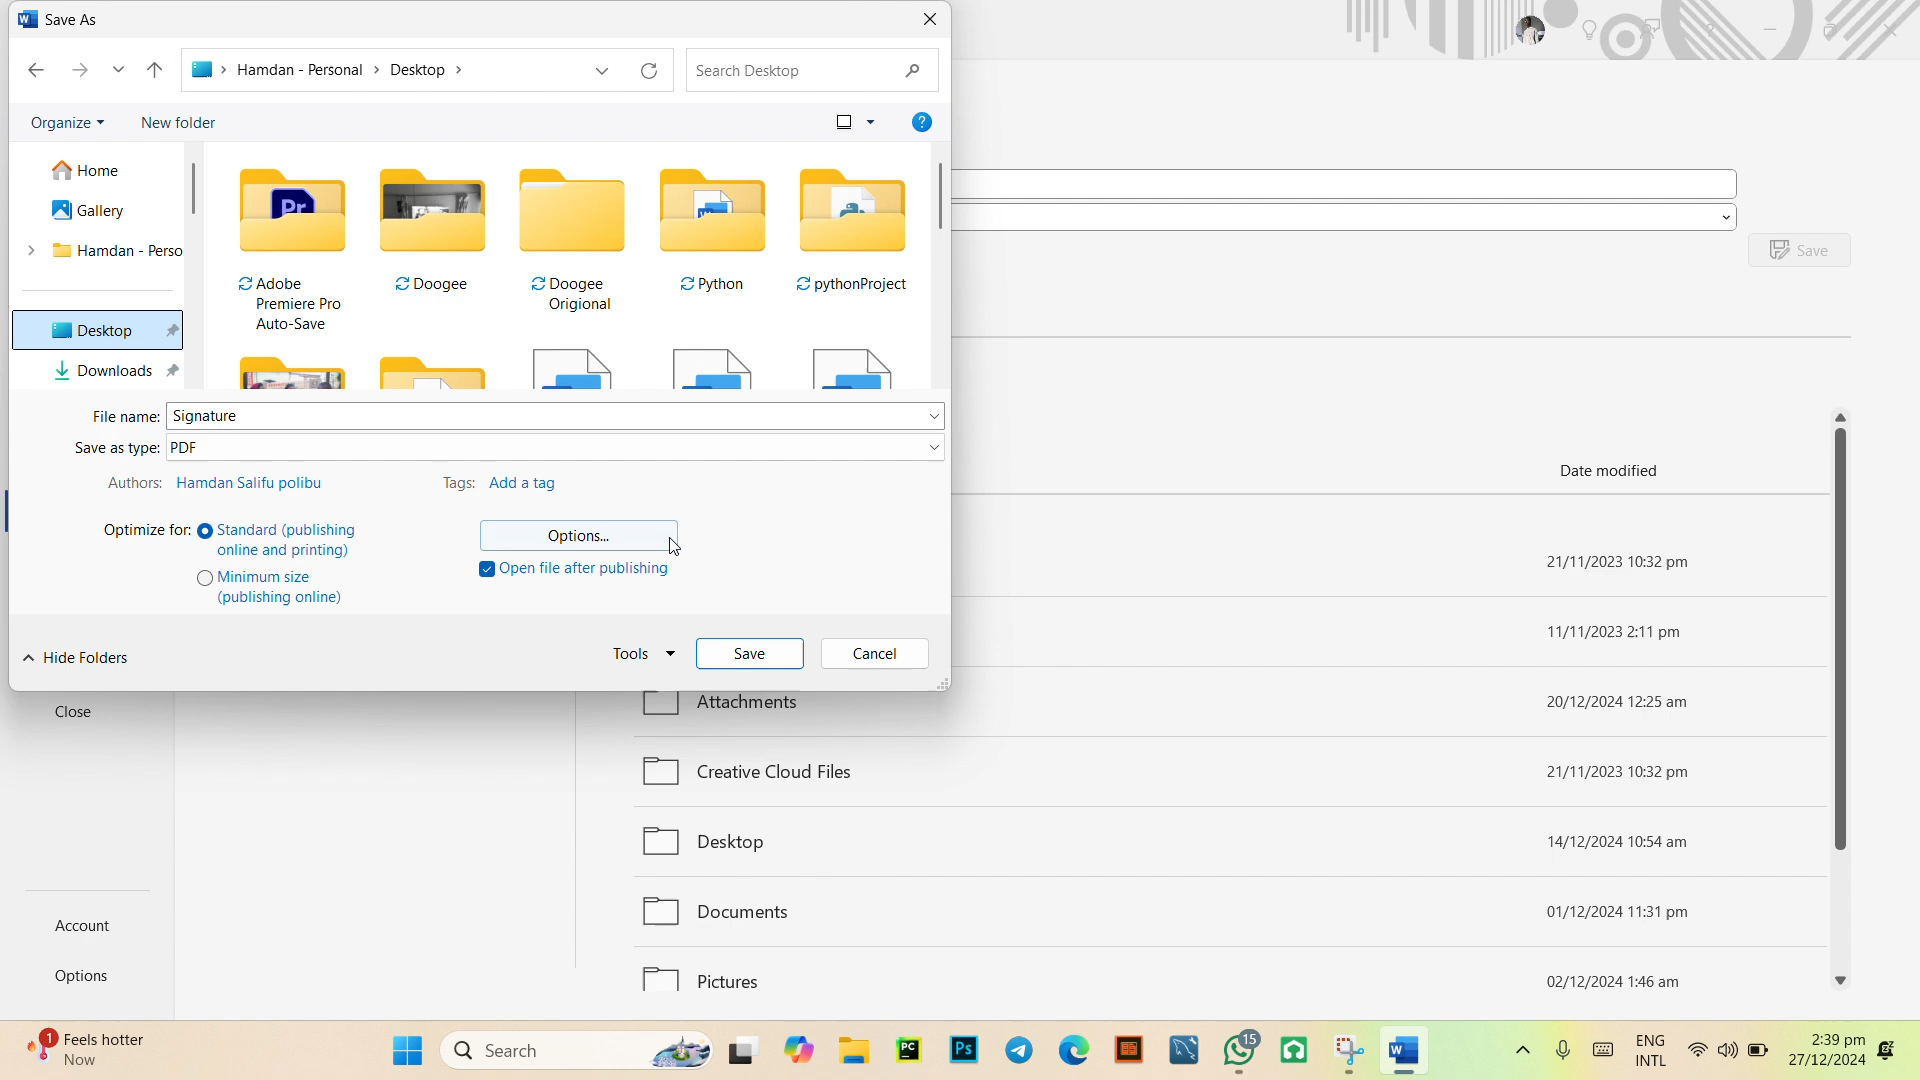 Save As
Hamdan - Personal > Desktop >
Search Desktop
Organize
New folder
?
Home
Gallery
Hamdan - Perso
Desktop
Downloads
Pr
Adobe
Premiere Pro
Auto-Save
Doogee
Doogee
Origional
Python
pythonProject
File name: Signature
Save as type: PDF
Authors: Hamdan Salifu polibu
Tags: Add a tag
Optimize for: Standard (publishing
online and printing)
Minimum size
(publishing online)
Options...
Open file after publishing
Hide Folders
Tools
Save
Cancel
Save
Date modified
21/11/2023 10:32 pm
11/11/2023 2:11 pm
Attachments 20/12/2024 12:25 am
Creative Cloud Files 21/11/2023 10:32 pm
Desktop 14/12/2024 10:54 am
Documents 01/12/2024 11:31 pm
Pictures 02/12/2024 1:46 am
Close
Account
Options
1
Feels hotter
Now
Search
PC
Ps
15
W
ENG
INTL
2:39 pm
27/12/2024